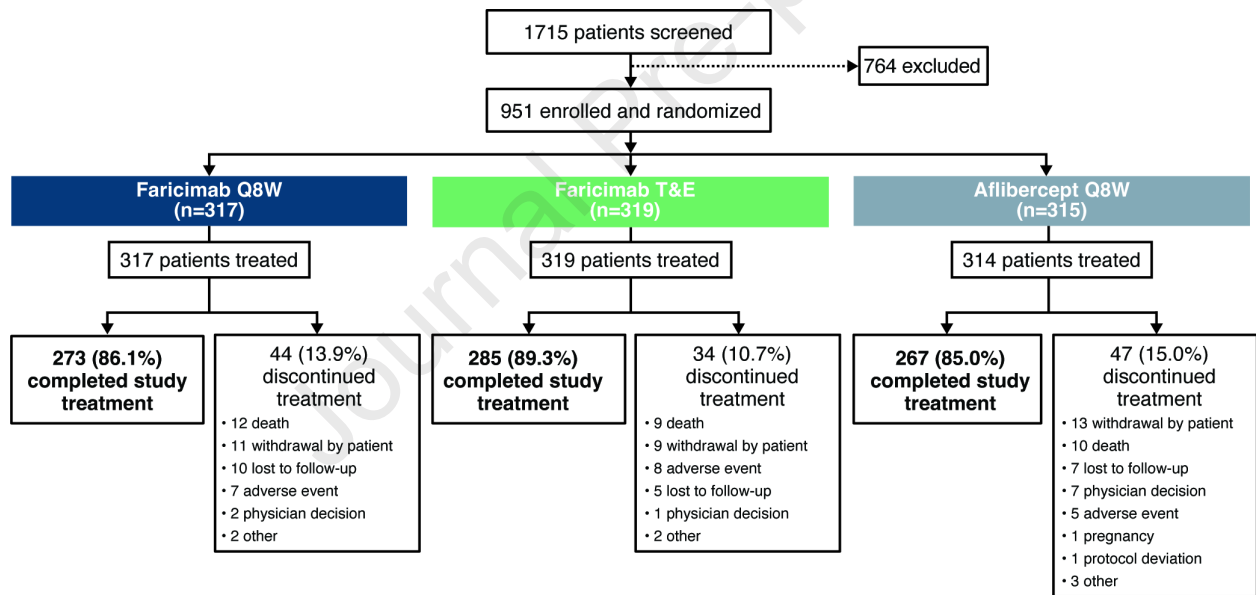 1715 patients screened
764 excluded
951 enrolled and randomized
Faricimab Q8W
(n=317)
317 patients treated
273 (86.1%)
completed study
treatment
44 (13.9%)
discontinued
treatment
• 12 death
• 11 withdrawal by patient
• 10 lost to follow-up
• 7 adverse event
• 2 physician decision
• 2 other
Faricimab T&E
(n=319)
319 patients treated
285 (89.3%)
completed study
treatment
34 (10.7%)
discontinued
treatment
• 9 death
• 9 withdrawal by patient
• 8 adverse event
• 5 lost to follow-up
• 1 physician decision
• 2 other
Aflibercept Q8W
(n=315)
314 patients treated
267 (85.0%)
completed study
treatment
47 (15.0%)
discontinued
treatment
• 13 withdrawal by patient
• 10 death
• 7 lost to follow-up
• 7 physician decision
• 5 adverse event
• 1 pregnancy
• 1 protocol deviation
• 3 other
Journal Pre-p